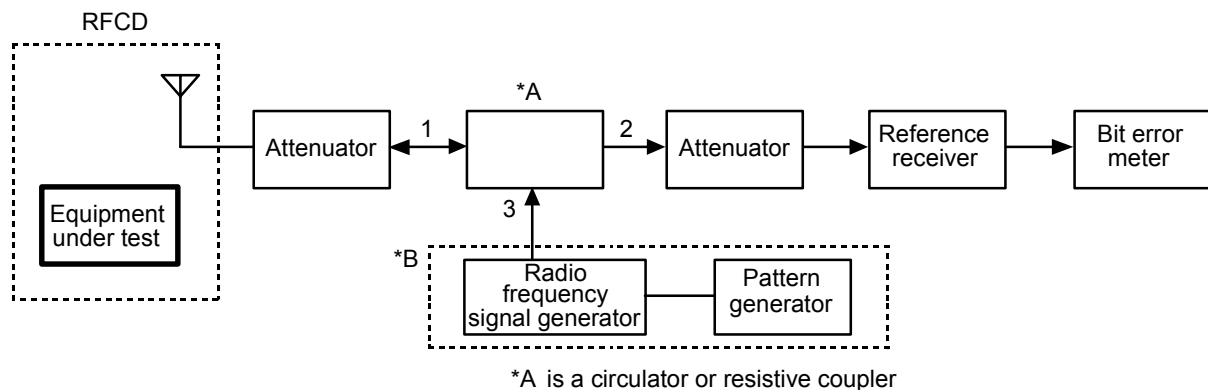 RFCD
*A
Attenuator
1
2
Attenuator
Reference
receiver
Bit error
meter
Equipment
under test
3
*B
Radio
frequency
signal generator
Pattern
generator
*A is a circulator or resistive coupler